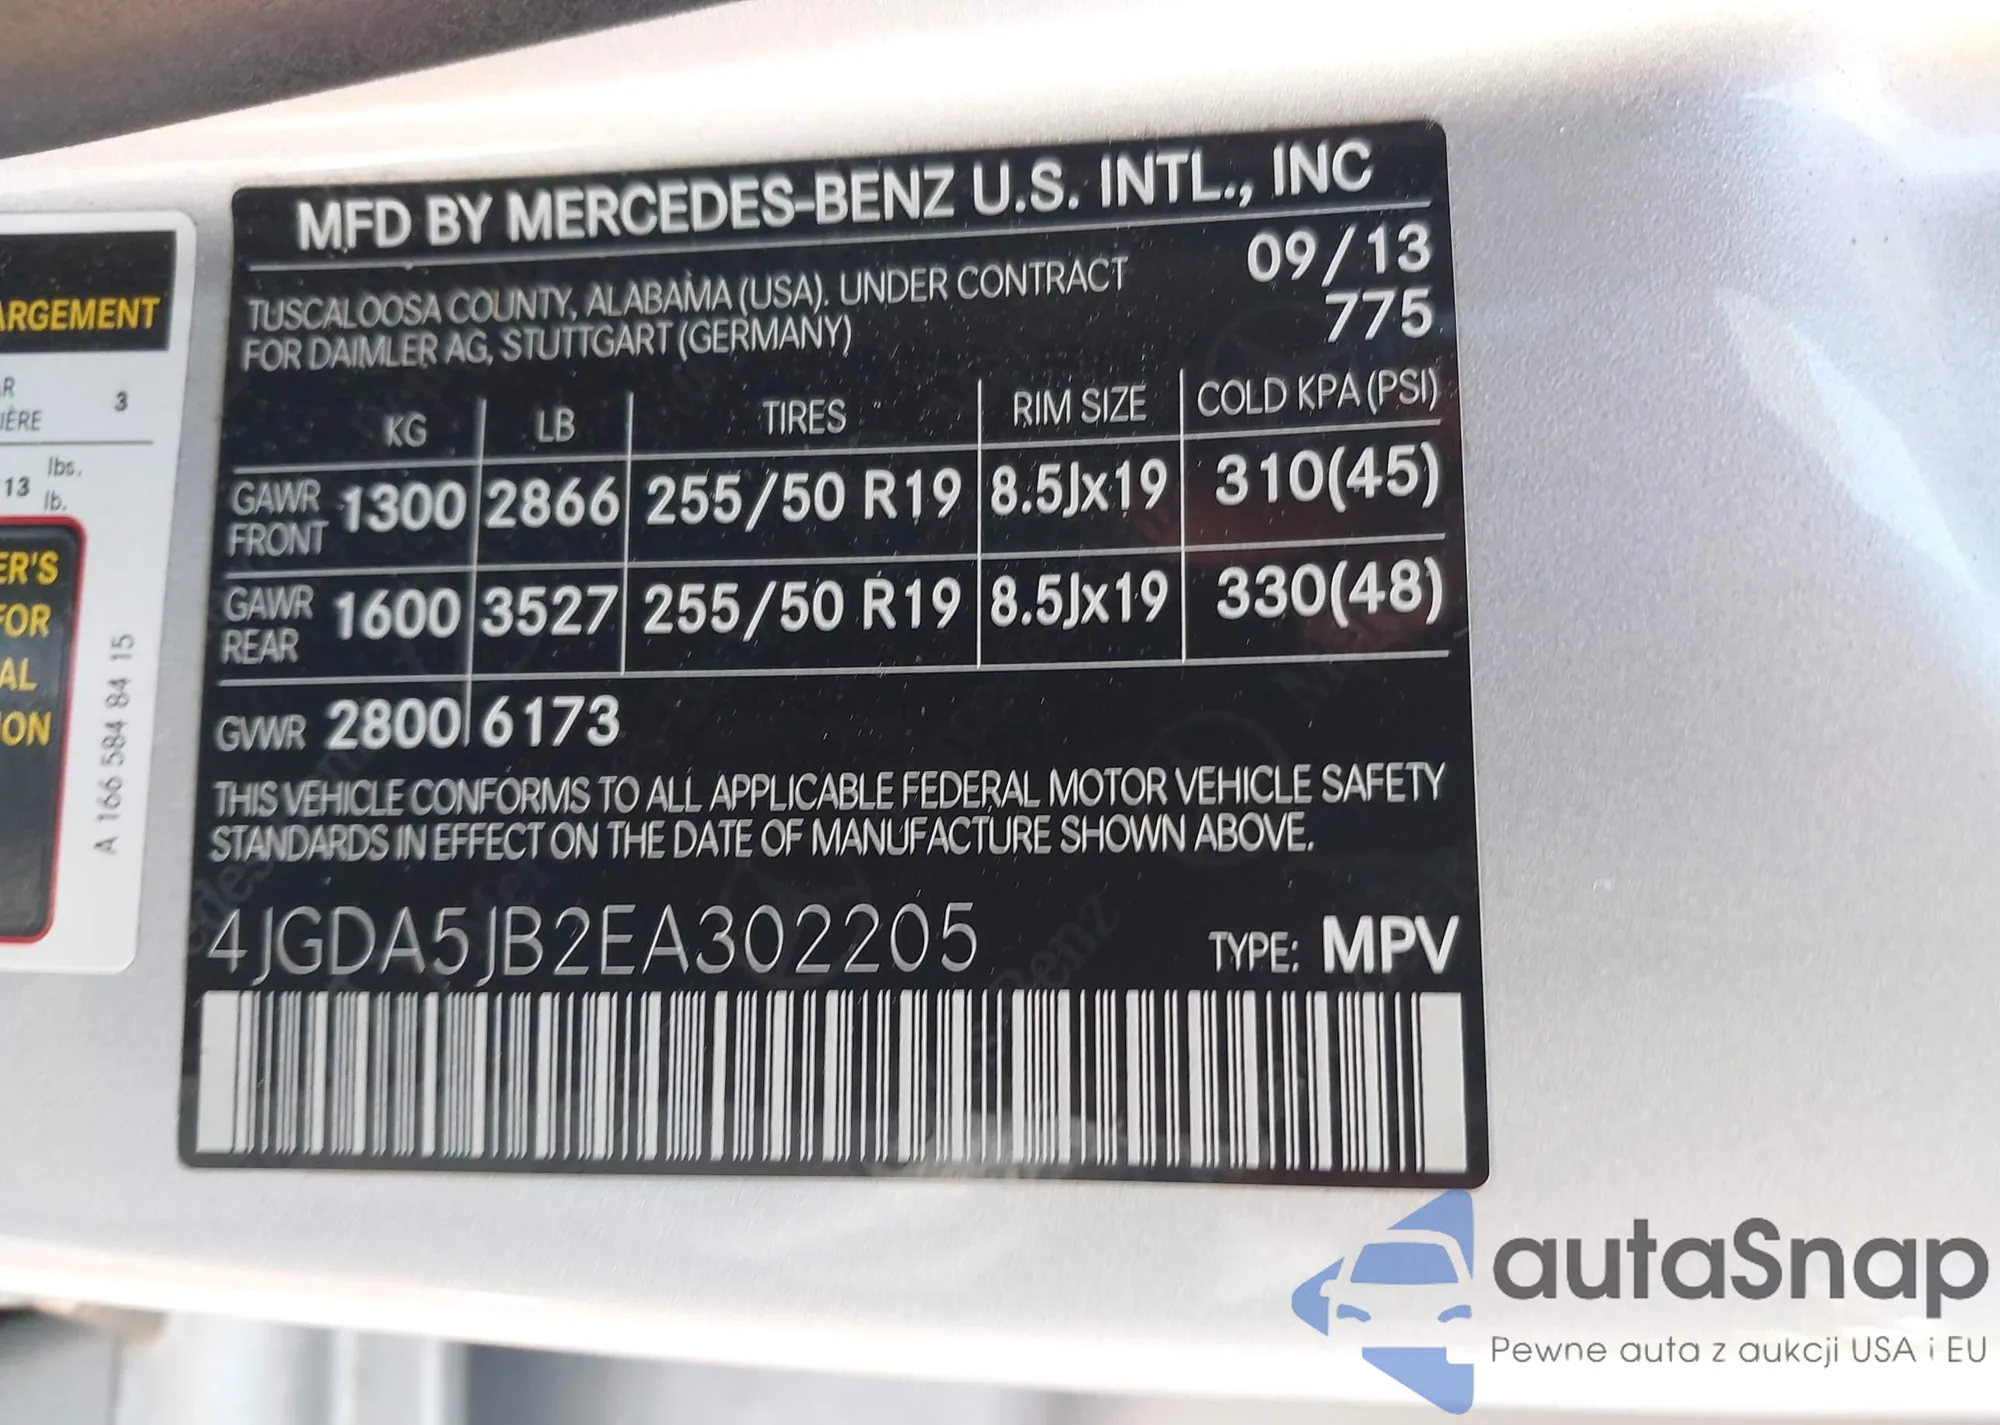 MFD BY MERCEDES-BENZ U.S. INTL., INC
TUSCALOOSA COUNTY, ALABAMA (USA). UNDER CONTRACT
FOR DAIMLER AG, STUTTGART (GERMANY)
09/13
775
KG LB TIRES RIM SIZE COLD KPA (PSI)
GAWR FRONT 1300 2866 255/50 R19 8.5Jx19 310(45)
GAWR REAR 1600 3527 255/50 R19 8.5Jx19 330(48)
GVWR 2800 6173
THIS VEHICLE CONFORMS TO ALL APPLICABLE FEDERAL MOTOR VEHICLE SAFETY
STANDARDS IN EFFECT ON THE DATE OF MANUFACTURE SHOWN ABOVE.
4JGDA5JB2EA302205 TYPE: MPV
ARGEMENT
R
IÈRE 3
13 lbs.
lb.
ER'S
FOR
AL
ION
A 166 584 84 15
autaSnap
Pewne auta z aukcji USA i EU